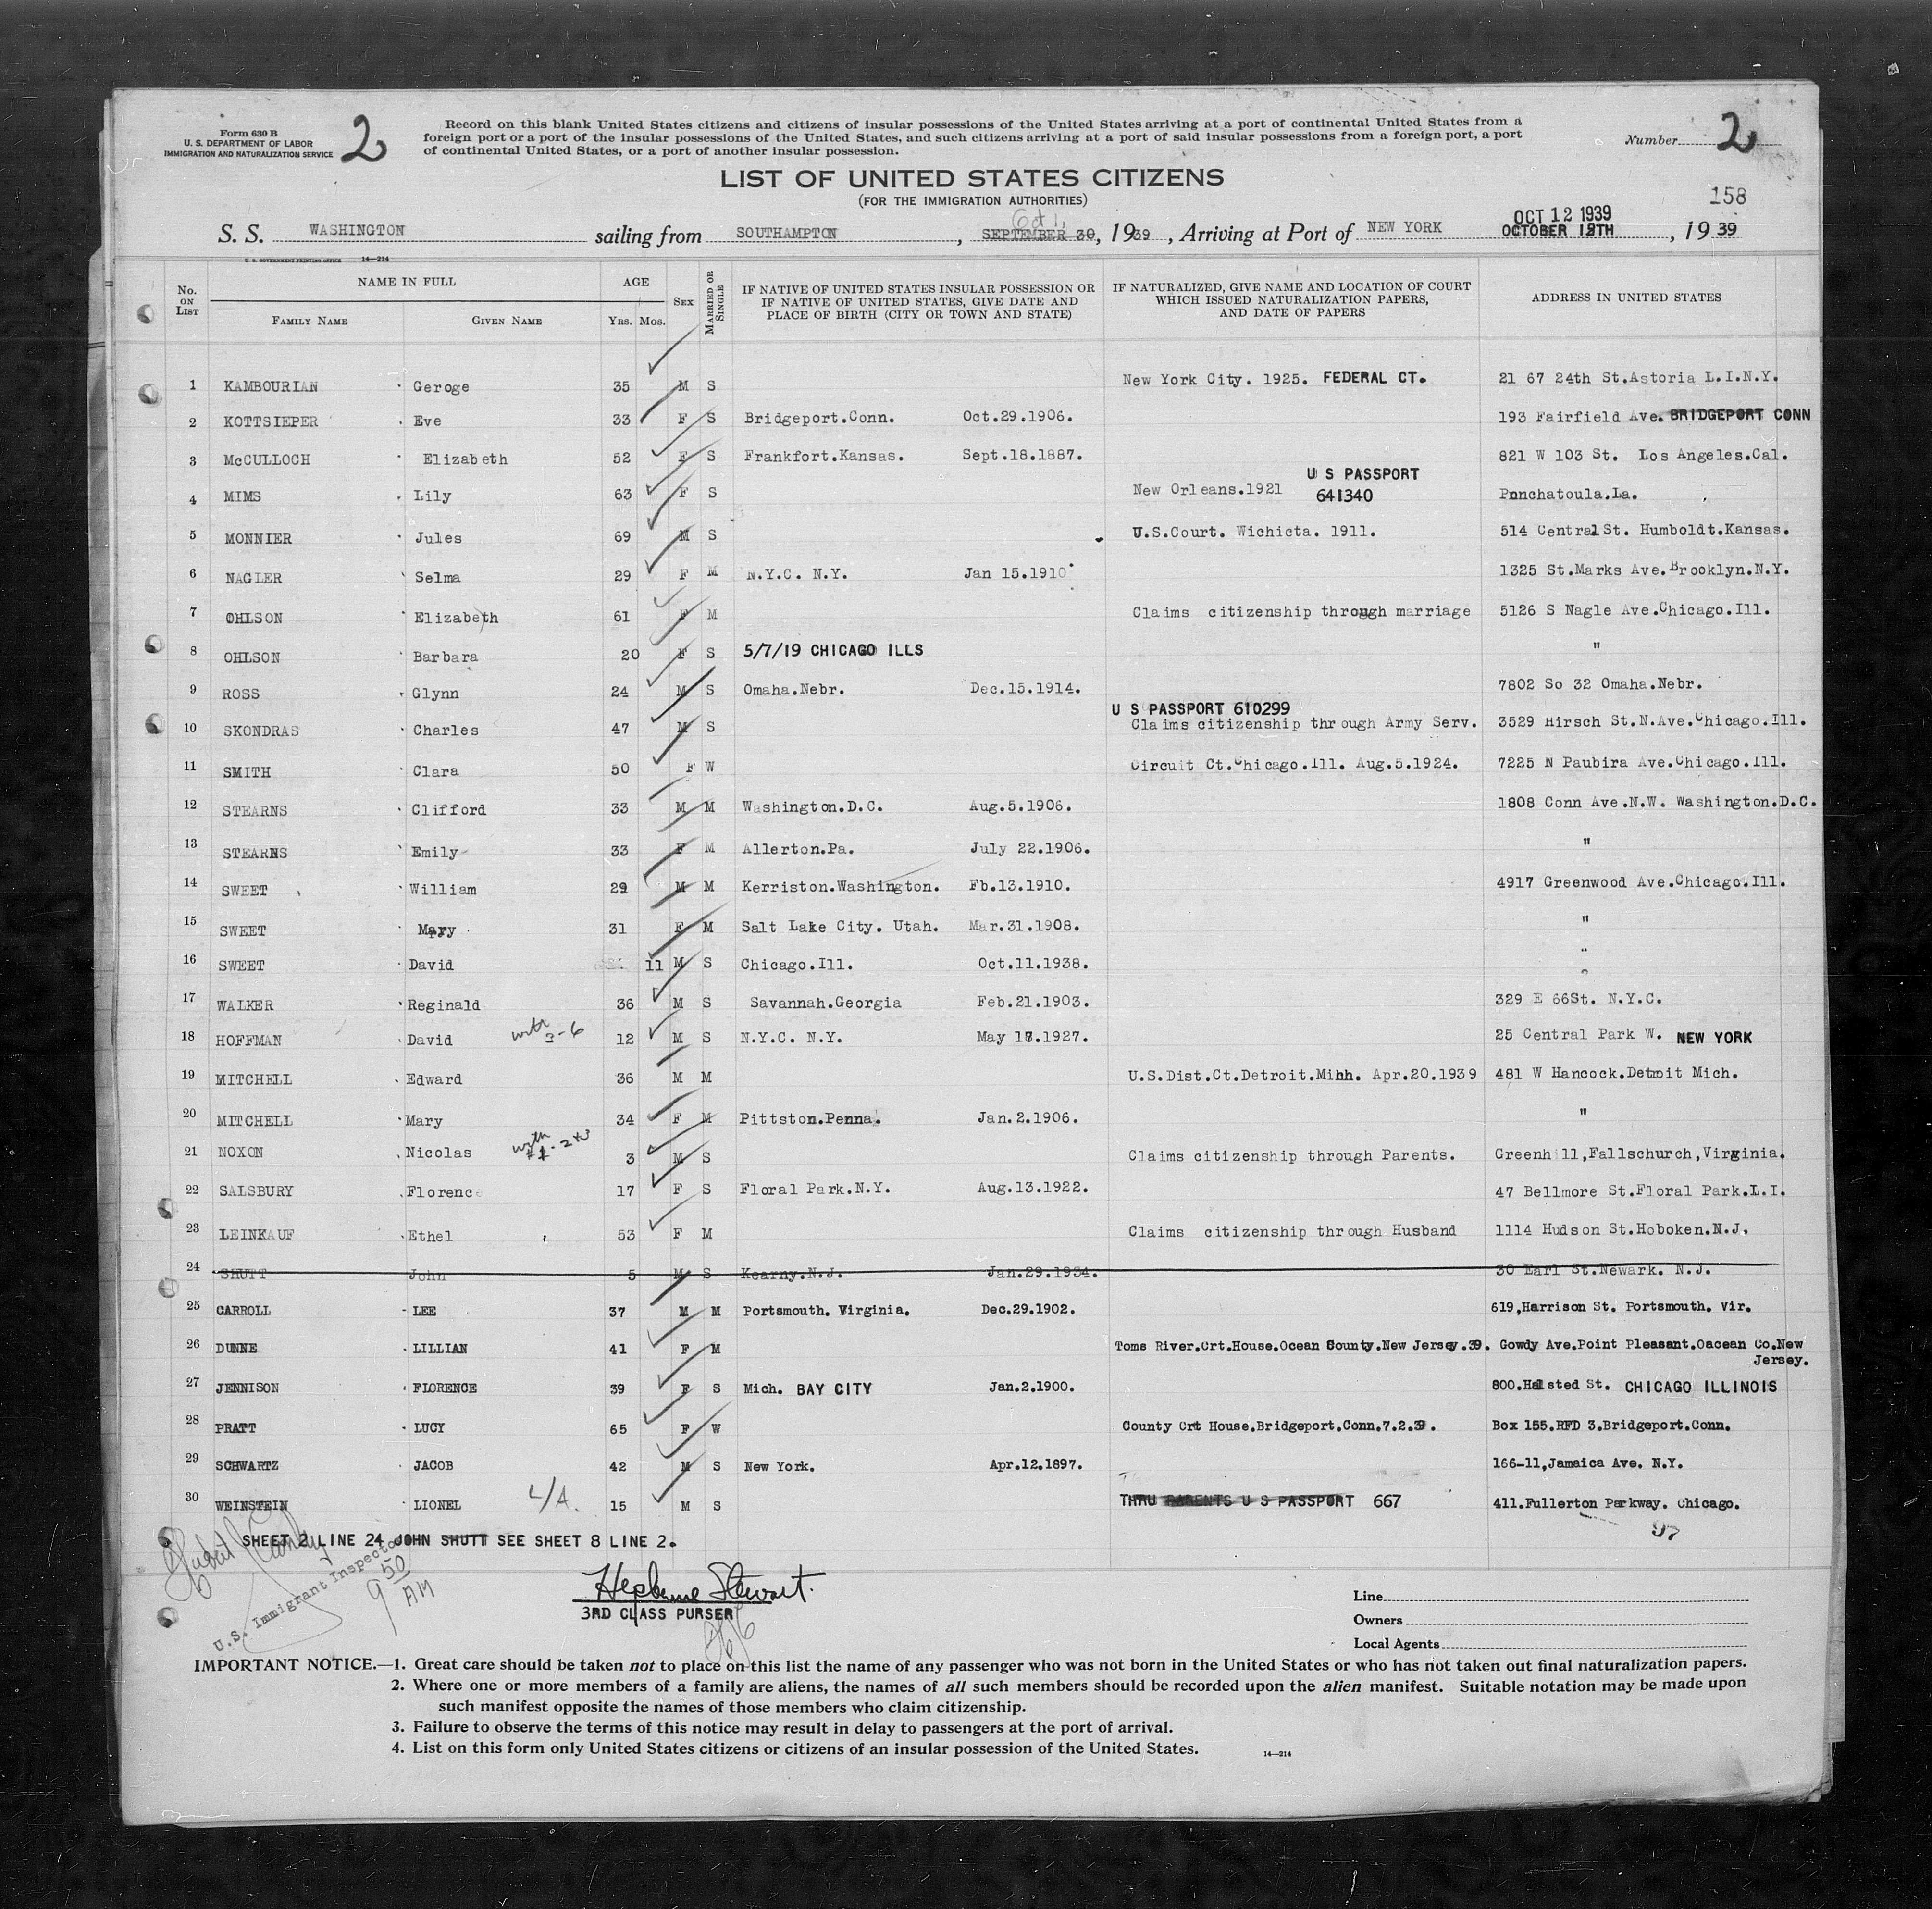 Form 630 B
U. S. DEPARTMENT OF LABOR
IMMIGRATION AND NATURALIZATION SERVICE
2
Record on this blank United States citizens and citizens of insular possessions of the United States arriving at a port of continental United States from a
foreign port or a port of the insular possessions of the United States, and such citizens arriving at a port of said insular possessions from a foreign port, a port
of continental United States, or a port of another insular possession.
Number 2
LIST OF UNITED STATES CITIZENS
(FOR THE IMMIGRATION AUTHORITIES)
158
Oct 1,
OCT 12 1939
S. S. WASHINGTON sailing from SOUTHAMPTON, SEPTEMBER 30, 1939, Arriving at Port of NEW YORK OCTOBER 12TH, 19 39
U. S. GOVERNMENT PRINTING OFFICE 14—214
No. ON LIST
NAME IN FULL
FAMILY NAME
GIVEN NAME
AGE
YRS. MOS.
SEX
MARRIED OR SINGLE
IF NATIVE OF UNITED STATES INSULAR POSSESSION OR
IF NATIVE OF UNITED STATES, GIVE DATE AND
PLACE OF BIRTH (CITY OR TOWN AND STATE)
IF NATURALIZED, GIVE NAME AND LOCATION OF COURT
WHICH ISSUED NATURALIZATION PAPERS,
AND DATE OF PAPERS
ADDRESS IN UNITED STATES
1 KAMBOURIAN Geroge 35 M S New York City. 1925. FEDERAL CT. 21 67 24th St.Astoria L.I.N.Y.
2 KOTTSIEPER Eve 33 F S Bridgeport.Conn. Oct.29.1906. 193 Fairfield Ave. BRIDGEPORT CONN
3 McCULLOCH Elizabeth 52 F S Frankfort.Kansas. Sept.18.1887. 821 W 103 St. Los Angeles.Cal.
4 MIMS Lily 63 F S New Orleans.1921 U S PASSPORT 641340 Pnnchatoula.La.
5 MONNIER Jules 69 M S U.S.Court. Wichicta. 1911. 514 Central St. Humboldt.Kansas.
6 NAGLER Selma 29 F M N.Y.C. N.Y. Jan 15.1910 1325 St.Marks Ave.Brooklyn.N.Y.
7 OHLSON Elizabeth 61 F M Claims citizenship through marriage 5126 S Nagle Ave.Chicago.Ill.
8 OHLSON Barbara 20 F S 5/7/19 CHICAGO ILLS "
9 ROSS Glynn 24 M S Omaha.Nebr. Dec.15.1914. 7802 So 32 Omaha.Nebr.
10 SKONDRAS Charles 47 M S U S PASSPORT 610299 Claims citizenship through Army Serv. 3529 Hirsch St.N.Ave.Chicago.Ill.
11 SMITH Clara 50 F W Circuit Ct.Chicago.Ill. Aug.5.1924. 7225 N Paubira Ave.Chicago.Ill.
12 STEARNS Clifford 33 M M Washington.D.C. Aug.5.1906. 1808 Conn Ave.N.W. Washington.D.C.
13 STEARNS Emily 33 F M Allerton.Pa. July 22.1906. "
14 SWEET William 29 M M Kerriston.Washington. Fb.13.1910. 4917 Greenwood Ave.Chicago.Ill.
15 SWEET Mary 31 F M Salt Lake City. Utah. Mar.31.1908. "
16 SWEET David 11 M S Chicago.Ill. Oct.11.1938. "
17 WALKER Reginald 36 M S Savannah.Georgia Feb.21.1903. 329 E 66St. N.Y.C.
18 HOFFMAN David with 3-6 12 M S N.Y.C. N.Y. May 18.1927. 25 Central Park W. NEW YORK
19 MITCHELL Edward 36 M M U.S.Dist.Ct.Detroit.Mihh. Apr.20.1939 481 W Hancock.Detroit Mich.
20 MITCHELL Mary 34 F M Pittston.Penna. Jan.2.1906. "
21 NOXON Nicolas with 3 M S Claims citizenship through Parents. Greenhill,Fallschurch,Virginia.
22 SALSBURY Florence 17 F S Floral Park.N.Y. Aug.13.1922. 47 Bellmore St.Floral Park.L.I.
23 LEINKAUF Ethel 53 F M Claims citizenship through Husband 1114 Hudson St.Hoboken.N.J.
24 SHUTT John 5 M S Kearny.N.J. Jan.29.1934. 30 Earl St.Newark. N.J.
25 CARROLL LEE 37 M M Portsmouth. Virginia. Dec.29.1902. 619,Harrison St. Portsmouth. Vir.
26 DUNNE LILLIAN 41 F M Toms River.Crt.House.Ocean County.New Jersey.39. Gowdy Ave.Point Pleasant.Oacean Co.New Jersey.
27 JENNISON FLORENCE 39 F S Mich. BAY CITY Jan.2.1900. 800.Halsted St. CHICAGO ILLINOIS
28 PRATT LUCY 65 F W County Crt House.Bridgeport.Conn.7.2.39. Box 155.RFD 3.Bridgeport.Conn.
29 SCHWARTZ JACOB 42 M S New York. Apr.12.1897. 166-11,Jamaica Ave. N.Y.
30 WEINSTEIN LIONEL 15 M S THRU PARENTS U S PASSPORT 667 411.Fullerton Parkway. Chicago.
97
SHEET 2 LINE 24 JOHN SHUTT SEE SHEET 8 LINE 2.
U.S. Immigrant Inspector
9 50 AM
Hepburne Stewart.
3RD CLASS PURSER
Line
Owners
Local Agents
IMPORTANT NOTICE.—1. Great care should be taken not to place on this list the name of any passenger who was not born in the United States or who has not taken out final naturalization papers.
2. Where one or more members of a family are aliens, the names of all such members should be recorded upon the alien manifest. Suitable notation may be made upon
such manifest opposite the names of those members who claim citizenship.
3. Failure to observe the terms of this notice may result in delay to passengers at the port of arrival.
4. List on this form only United States citizens or citizens of an insular possession of the United States.
14—214